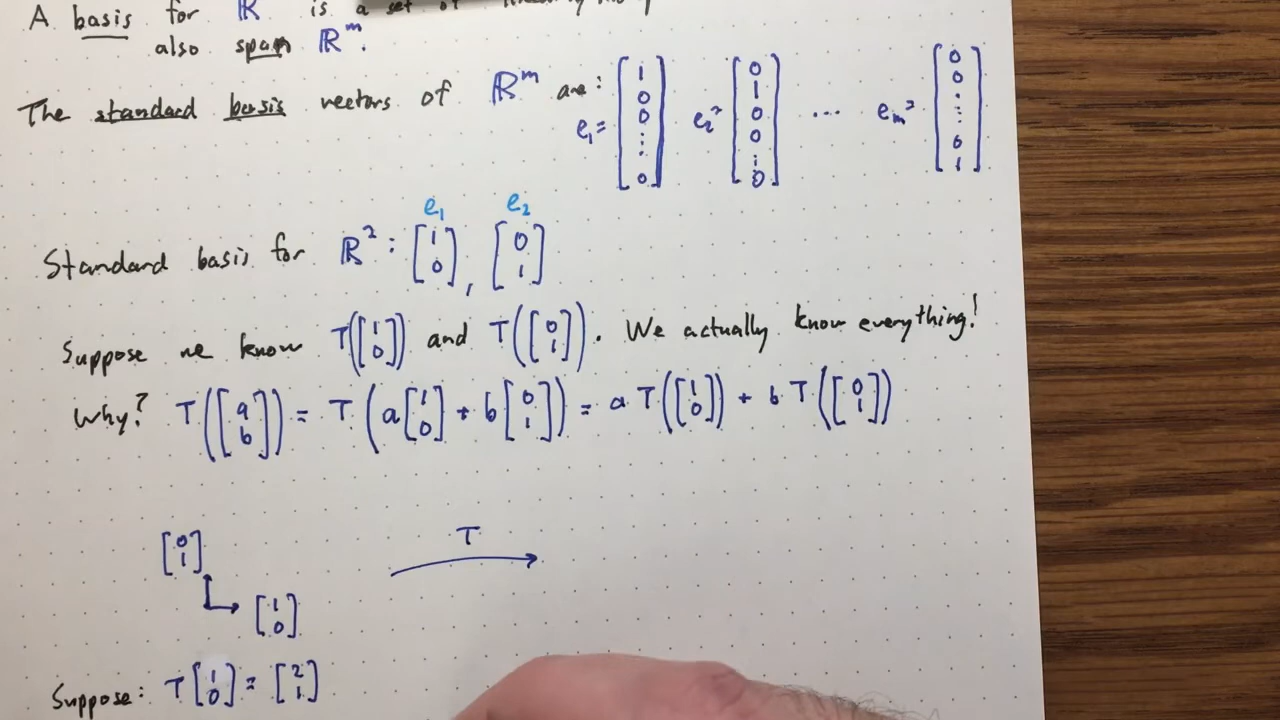 A basis for ℝ is a set of
also span ℝᵐ.
The standard basis vectors of ℝᵐ are: e₁ = [1 0 0 ⋮ 0] e₂ = [0 1 0 0 ⋮ 0] ... eₘ = [0 0 ⋮ 0 1]
e₁ e₂
Standard basis for ℝ²: [1 0], [0 1]
Suppose we know T([1 0]) and T([0 1]). We actually know everything!
Why? T([a b]) = T(a[1 0] + b[0 1]) = a T([1 0]) + b T([0 1])
T
[0 1]
[1 0]
Suppose: T[1 0] = [2 1]